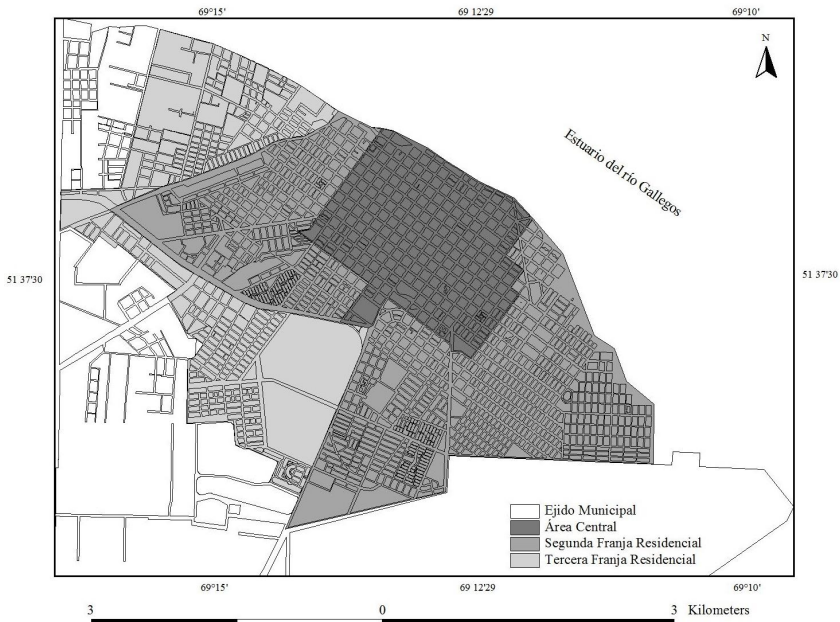 69°15'
69 12'29
69°10'
N
Estuario del río Gallegos
51 37'30
51 37'30
Ejido Municipal
Área Central
Segunda Franja Residencial
Tercera Franja Residencial
69°15'
69 12'29
69°10'
3
0
3 Kilometers